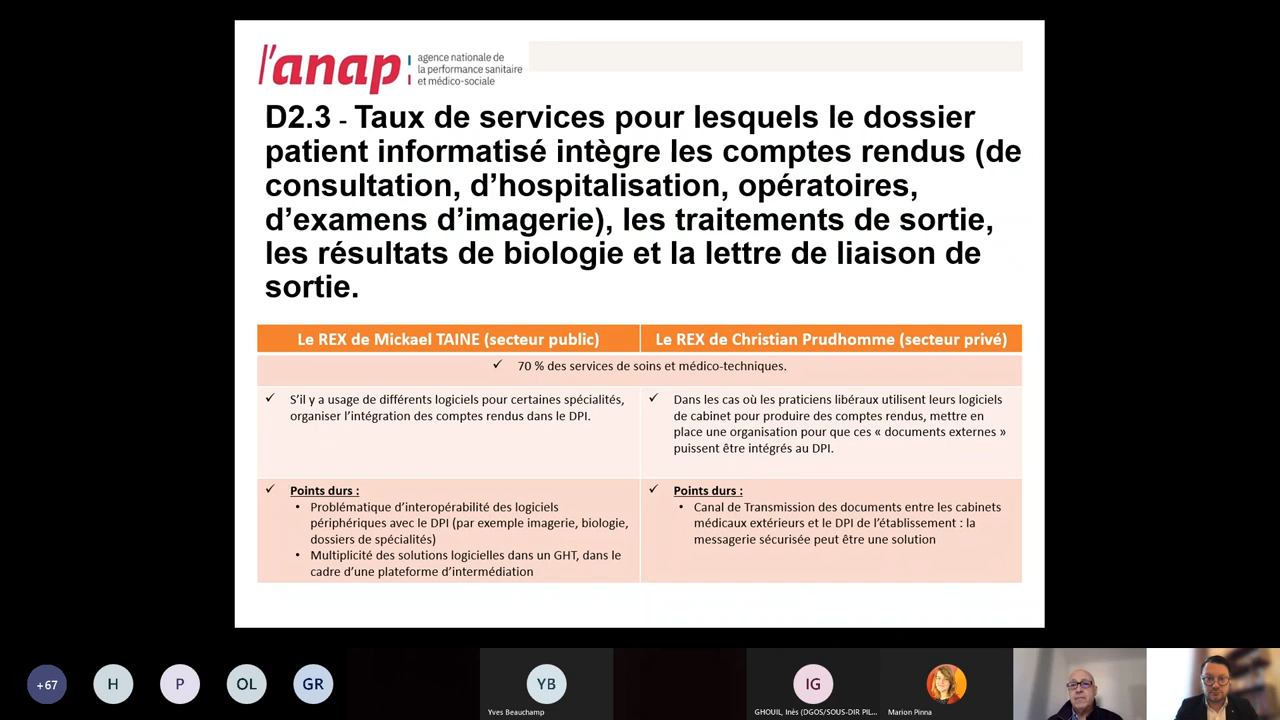 l'anap
agence nationale de
la performance sanitaire
et médico-sociale
D2.3 - Taux de services pour lesquels le dossier
patient informatisé intègre les comptes rendus (de
consultation, d’hospitalisation, opératoires,
d’examens d’imagerie), les traitements de sortie,
les résultats de biologie et la lettre de liaison de
sortie.
Le REX de Mickael TAINE (secteur public)
Le REX de Christian Prudhomme (secteur privé)
✓ 70 % des services de soins et médico-techniques.
✓ S’il y a usage de différents logiciels pour certaines spécialités,
organiser l’intégration des comptes rendus dans le DPI.
✓ Dans les cas où les praticiens libéraux utilisent leurs logiciels
de cabinet pour produire des comptes rendus, mettre en
place une organisation pour que ces « documents externes »
puissent être intégrés au DPI.
✓ Points durs :
• Problématique d’interopérabilité des logiciels
périphériques avec le DPI (par exemple imagerie, biologie,
dossiers de spécialités)
• Multiplicité des solutions logicielles dans un GHT, dans le
cadre d’une plateforme d’intermédiation
✓ Points durs :
• Canal de Transmission des documents entre les cabinets
médicaux extérieurs et le DPI de l’établissement : la
messagerie sécurisée peut être une solution
+67
H
P
OL
GR
YB
Yves Beauchamp
IG
GHOUIL, Inès (DGOS/SOUS-DIR PIL...
Marion Pinna